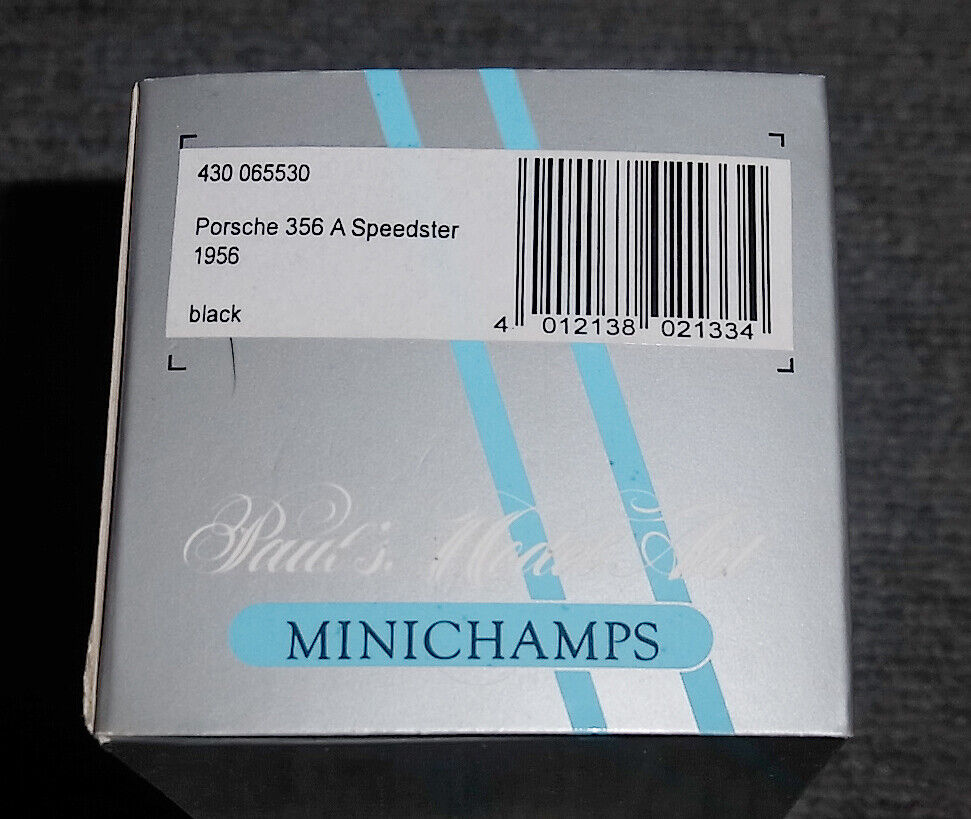 430 065530
Porsche 356 A Speedster
1956
black
4 012138 021334
Paul's Model Art
MINICHAMPS